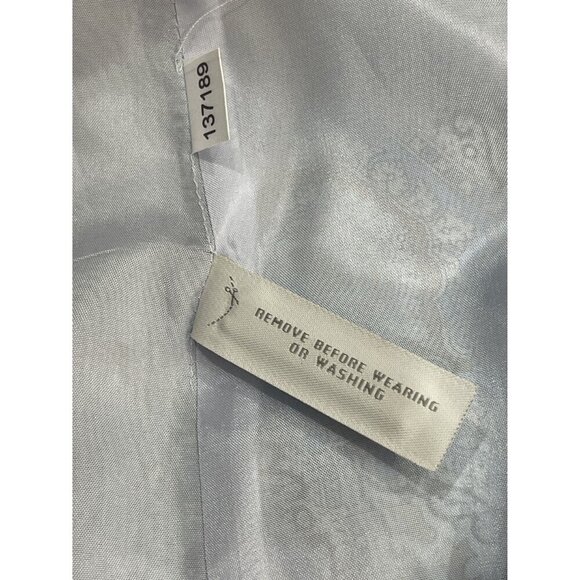 137189
REMOVE BEFORE WEARING
OR WASHING